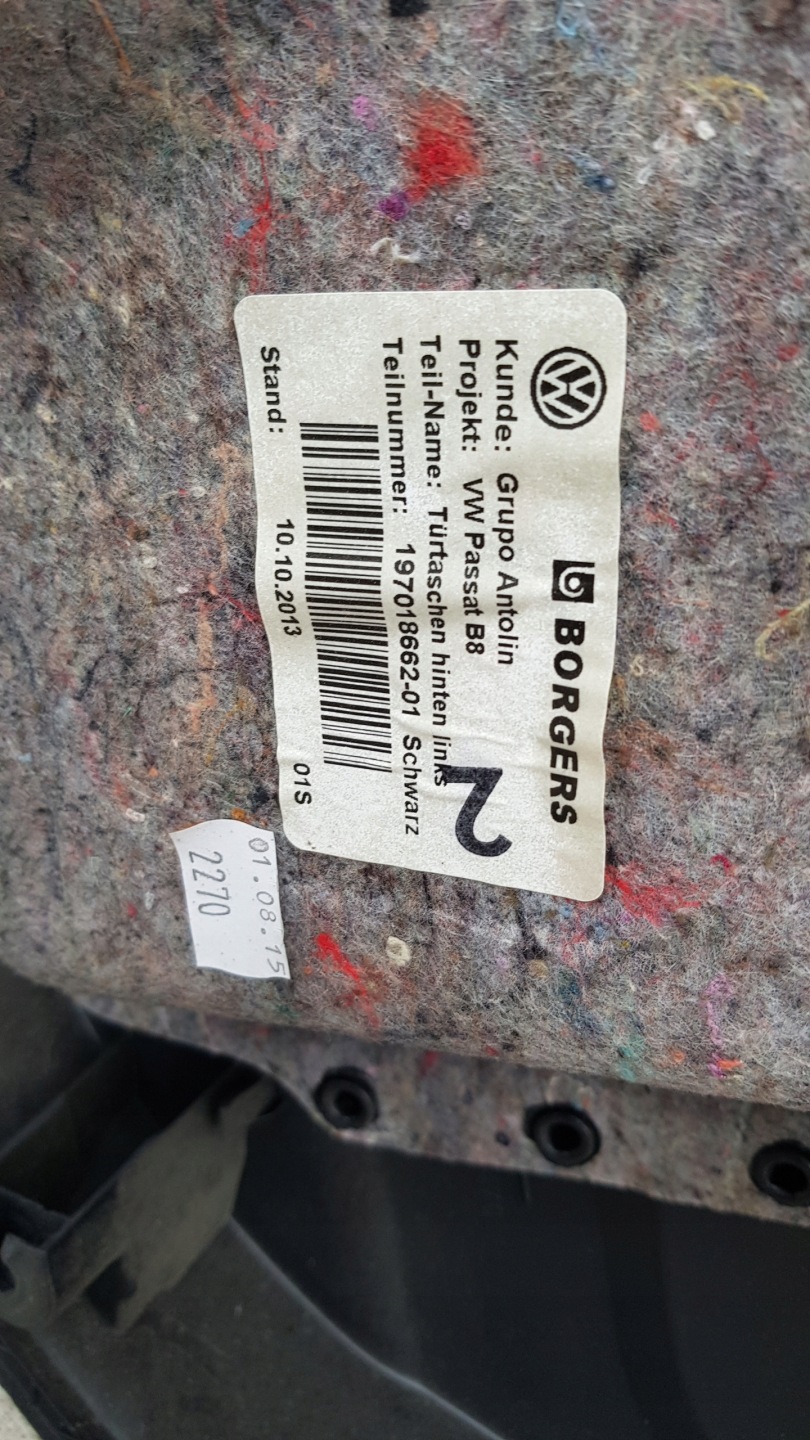 BORGERS
Kunde: Grupo Antolin
Projekt: VW Passat B8
Teil-Name: Türtaschen hinten links
Teilnummer: 197018662-01 Schwarz
2
Stand: 10.10.2013 01S
01.08.15
2270